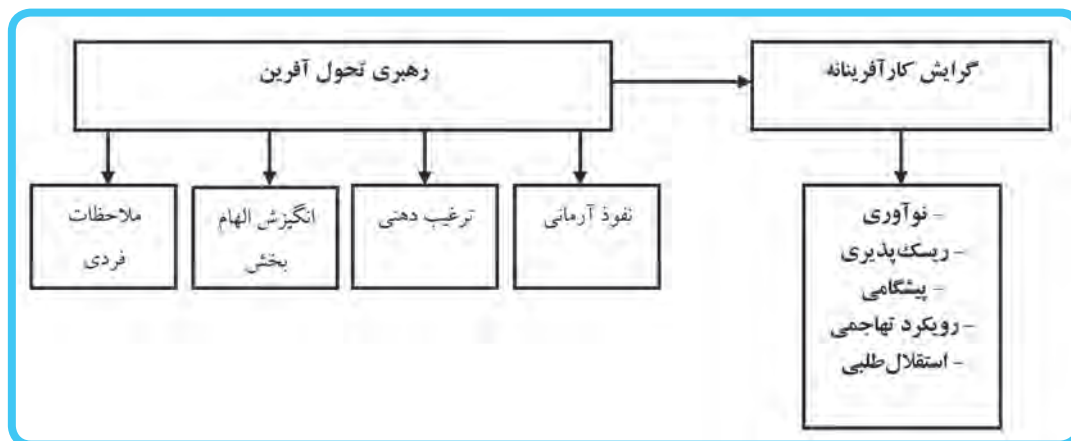 رهبری تحول آفرین
گرایش کارآفرینانه
نفوذ آرمانی
ترغیب ذهنی
انگیزش الهام
بخش
ملاحظات
فردی
- نوآوری
- ریسک‌پذیری
- پیشگامی
- رویکرد تهاجمی
- استقلال‌طلبی